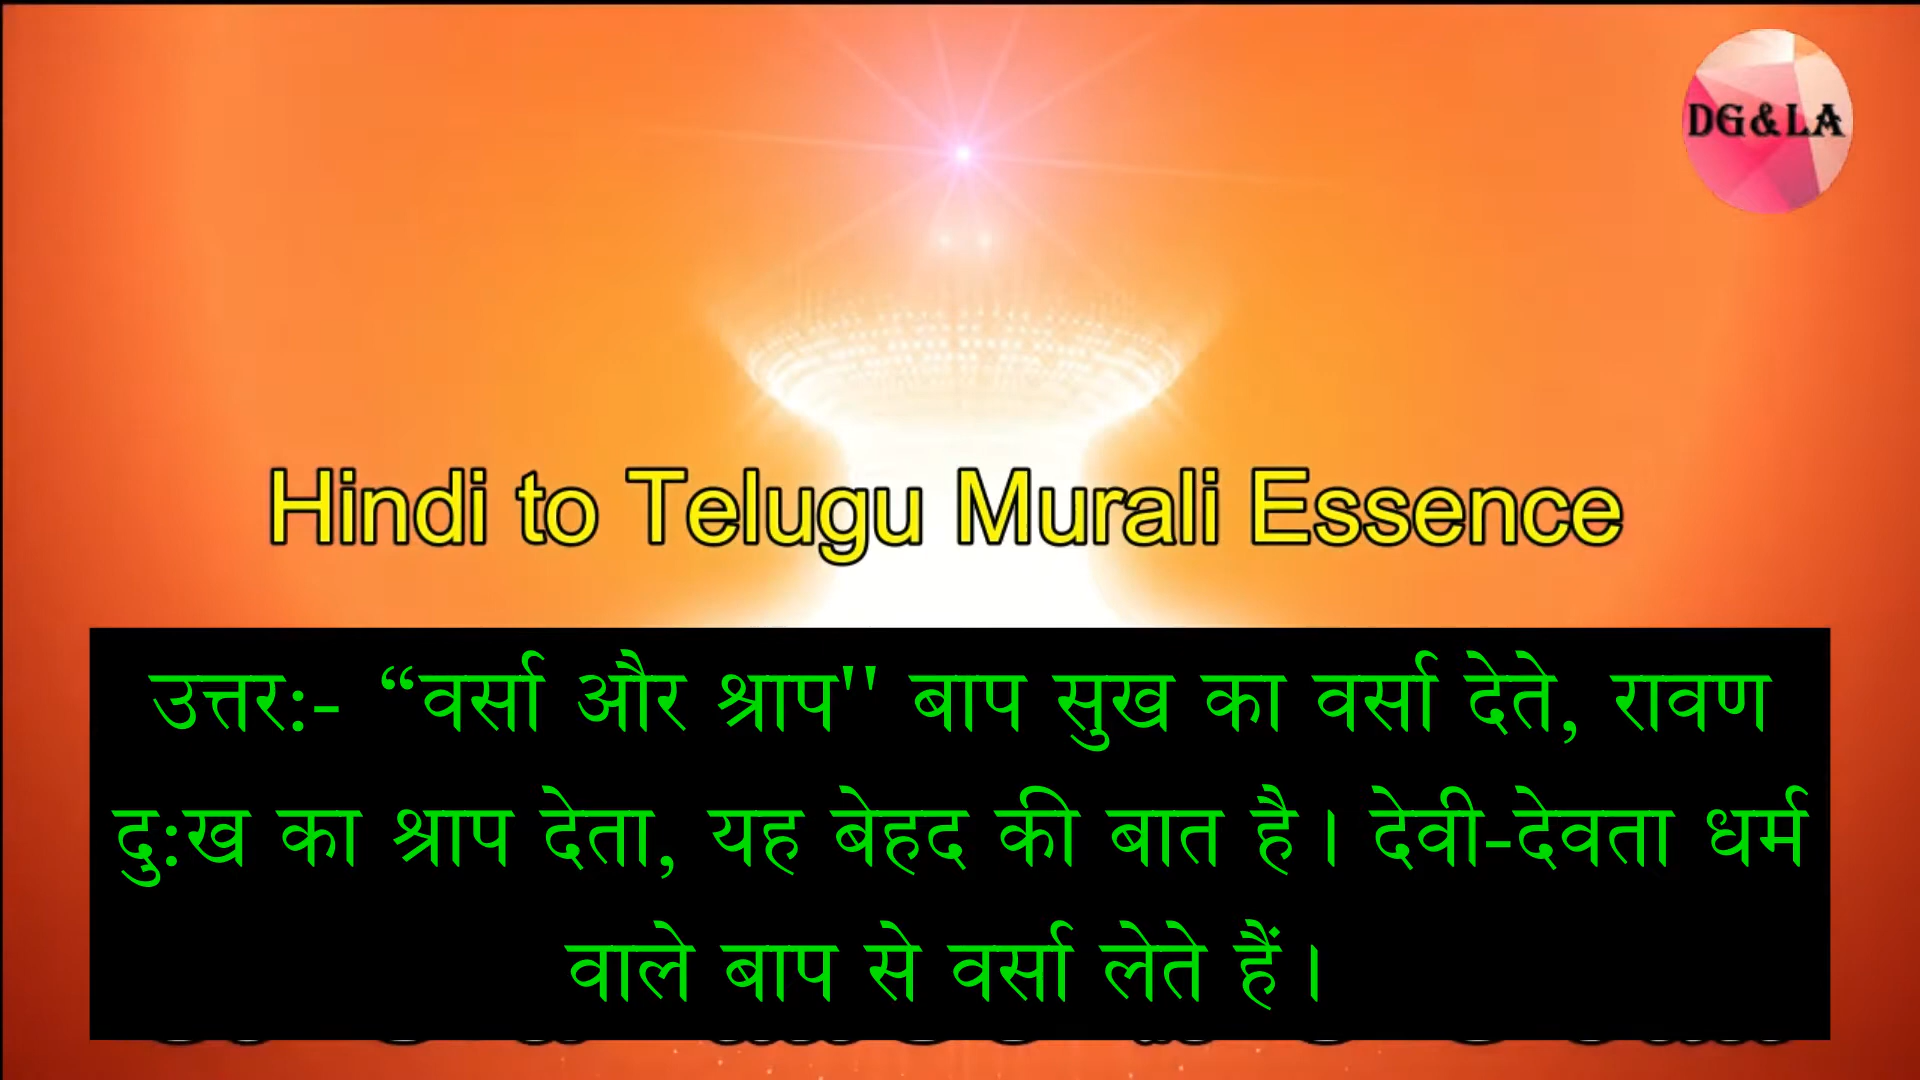 DG&LA
Hindi to Telugu Murali Essence
उत्तर:- “वर्सा और श्राप'' बाप सुख का वर्सा देते, रावण
दु:ख का श्राप देता, यह बेहद की बात है। देवी-देवता धर्म
वाले बाप से वर्सा लेते हैं।